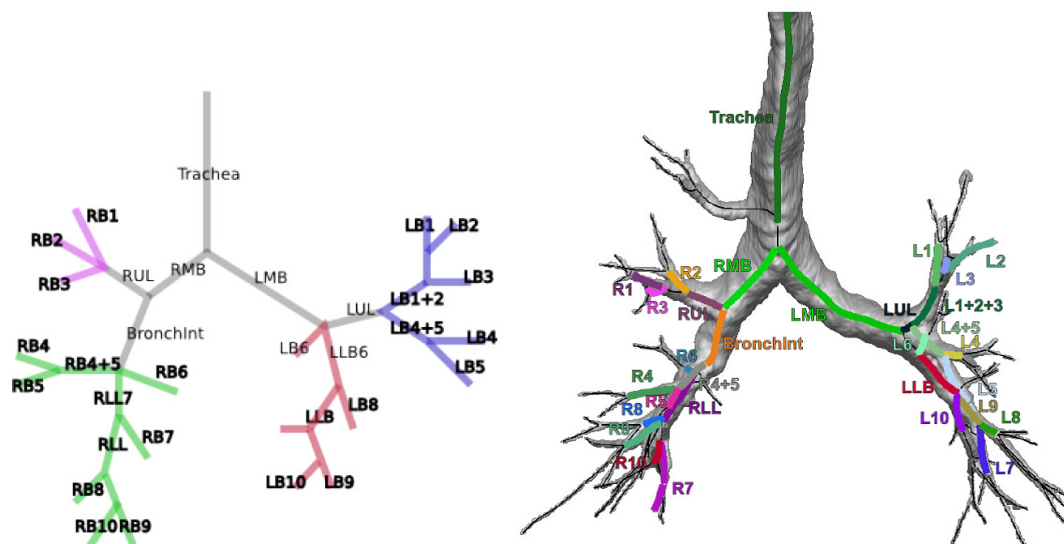 Trachea
RB1
RB2
RB3
RUL
RMB
LMB
BronchInt
RB4
RB4+5
RB5
RB6
RLL7
RLL
RB7
RB8
RB10
RB9
LB1
LB2
LB3
LB1+2
LUL
LB4+5
LB4
LB5
LB6
LLB6
LB8
LLB
LB10
LB9
Trachea
RMB
R2
R1
R3
RUL
LMB
BronchInt
R6
R4+5
R4
R5
RLL
R8
R9
R10
R7
L1
L2
L3
L1+2+3
LUL
L4+5
L6
L4
LLB
L5
L9
L10
L8
L7